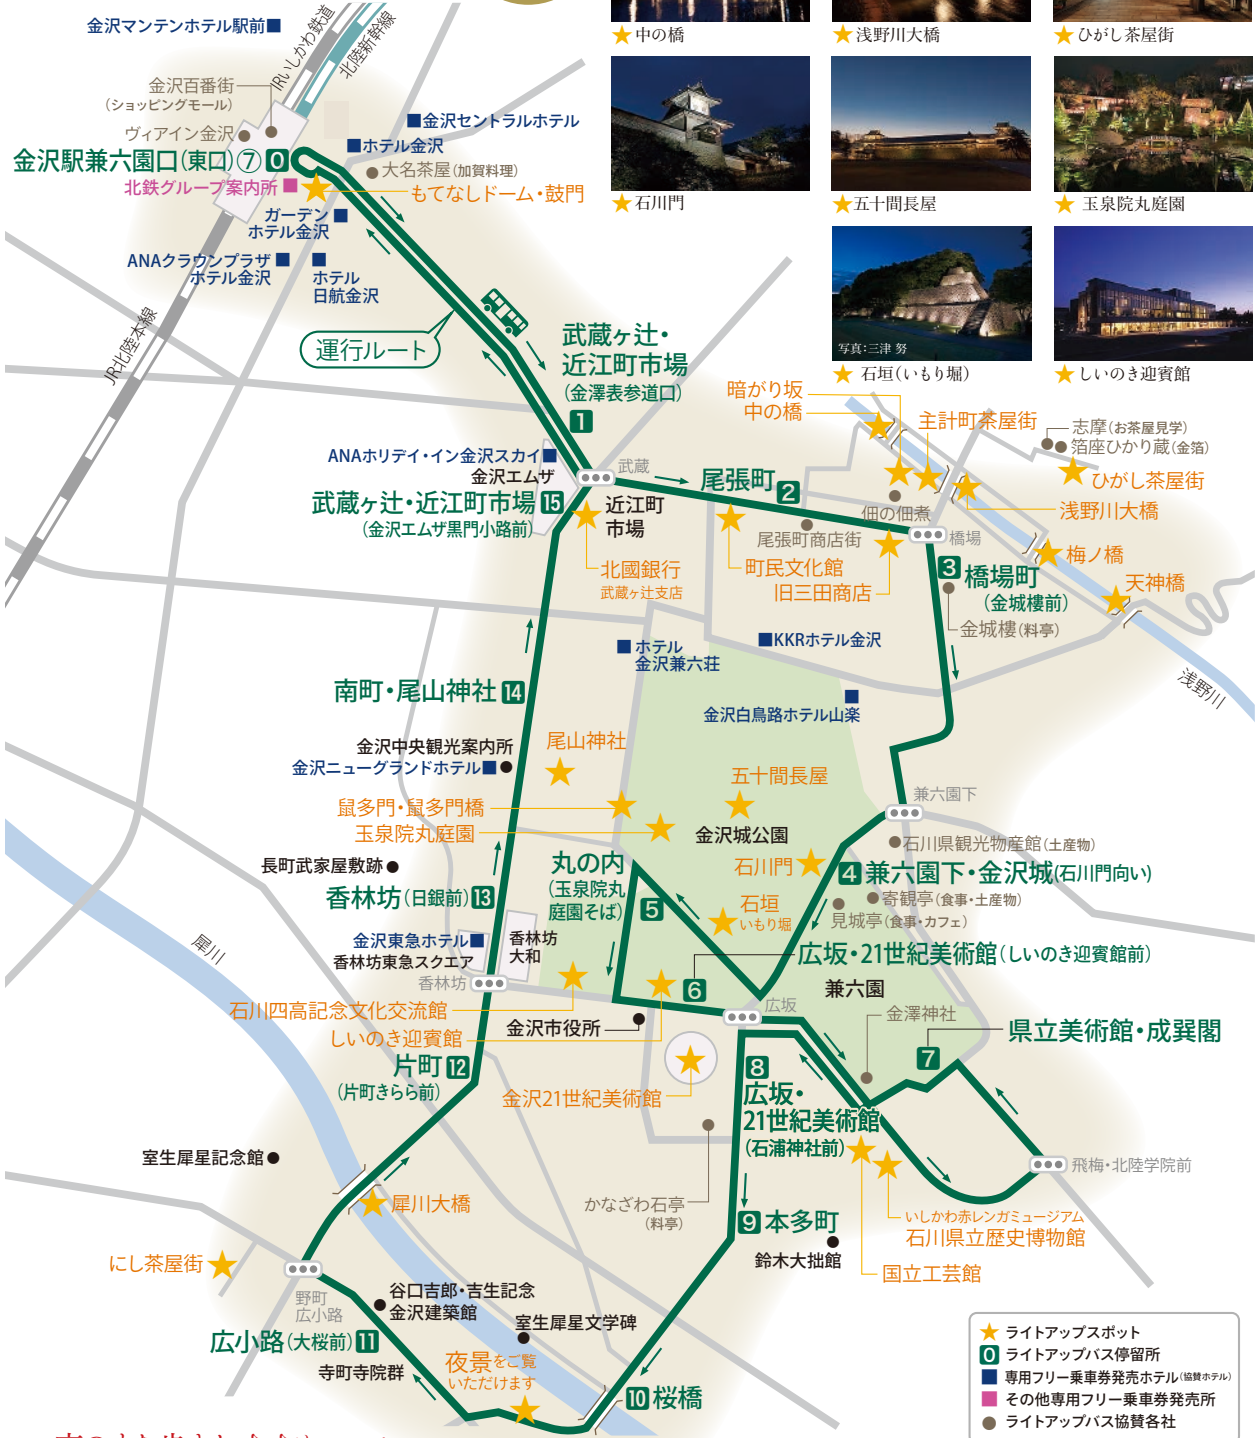 金沢マンテンホテル駅前
IRいしかわ鉄道
北陸新幹線
中の橋
浅野川大橋
ひがし茶屋街
金沢百番街
(ショッピングモール)
ヴィアイン金沢
金沢セントラルホテル
ホテル金沢
金沢駅兼六園口(東口)⑦ 0
大名茶屋(加賀料理)
北鉄グループ案内所
もてなしドーム・鼓門
石川門
五十間長屋
玉泉院丸庭園
ガーデン
ホテル金沢
ANAクラウンプラザ
ホテル金沢
ホテル
日航金沢
JR北陸本線
運行ルート
写真:三津 努
石垣(いもり堀)
しいのき迎賓館
武蔵ヶ辻・
近江町市場
(金澤表参道口)
1
暗がり坂
中の橋
主計町茶屋街
志摩(お茶屋見学)
箔座ひかり蔵(金箔)
ひがし茶屋街
ANAホリデイ・イン金沢スカイ
金沢エムザ
武蔵
尾張町 2
武蔵ヶ辻・近江町市場 15
(金沢エムザ黒門小路前)
近江町
市場
佃の佃煮
浅野川大橋
尾張町商店街
橋場
梅ノ橋
北國銀行
武蔵ヶ辻支店
町民文化館
旧三田商店
3 橋場町
(金城樓前)
天神橋
金城樓(料亭)
ホテル
金沢兼六荘
KKRホテル金沢
浅野川
南町・尾山神社 14
金沢白鳥路ホテル山楽
金沢中央観光案内所
金沢ニューグランドホテル
尾山神社
五十間長屋
兼六園下
鼠多門・鼠多門橋
玉泉院丸庭園
金沢城公園
石川県観光物産館(土産物)
長町武家屋敷跡
丸の内
(玉泉院丸
庭園そば)
5
石川門
4 兼六園下・金沢城(石川門向い)
香林坊(日銀前) 13
石垣
いもり堀
寄観亭(食事・土産物)
見城亭(食事・カフェ)
犀川
金沢東急ホテル
香林坊東急スクエア
香林坊
大和
広坂・21世紀美術館(しいのき迎賓館前)
6
香林坊
兼六園
石川四高記念文化交流館
広坂
金澤神社
しいのき迎賓館
金沢市役所
県立美術館・成巽閣
7
片町 12
(片町きらら前)
金沢21世紀美術館
8
広坂・
21世紀美術館
(石浦神社前)
室生犀星記念館
飛梅・北陸学院前
犀川大橋
かなざわ石亭
(料亭)
9 本多町
鈴木大拙館
いしかわ赤レンガミュージアム
石川県立歴史博物館
にし茶屋街
国立工芸館
野町
広小路
谷口吉郎・吉生記念
金沢建築館
室生犀星文学碑
広小路(大桜前) 11
寺町寺院群
夜景をご覧
いただけます
10 桜橋
ライトアップスポット
0 ライトアップバス停留所
専用フリー乗車券発売ホテル(協賛ホテル)
その他専用フリー乗車券発売所
ライトアップバス協賛各社